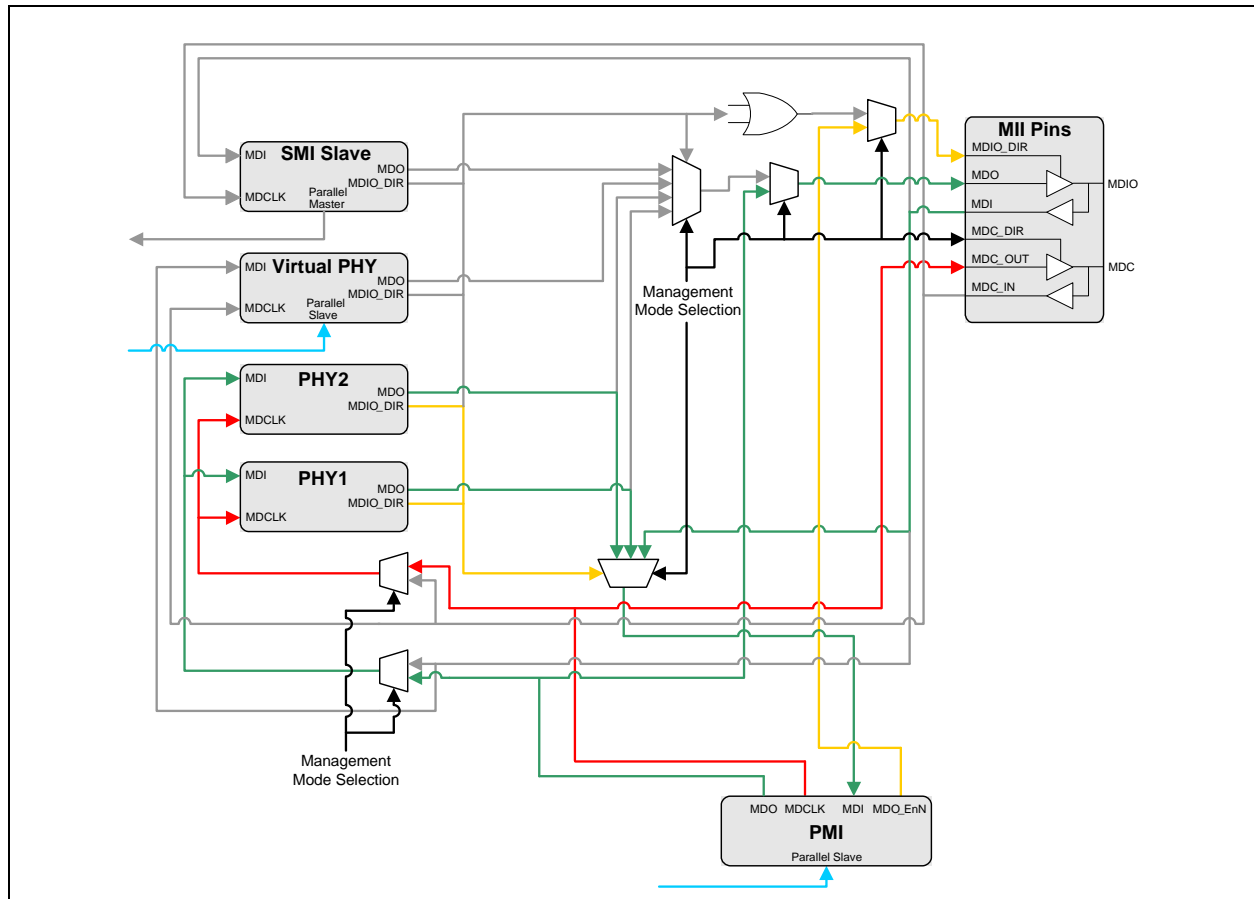 SMI Slave
MDI
MDO
MDIO_DIR
MDCLK
Parallel
Master
Virtual PHY
MDI
MDO
MDIO_DIR
MDCLK
Parallel
Slave
PHY2
MDI
MDO
MDIO_DIR
MDCLK
PHY1
MDI
MDO
MDIO_DIR
MDCLK
MII Pins
MDIO_DIR
MDO
MDIO
MDI
MDC_DIR
MDC_OUT
MDC
MDC_IN
Management
Mode Selection
Management
Mode Selection
MDO MDCLK MDI MDO_EnN
PMI
Parallel Slave